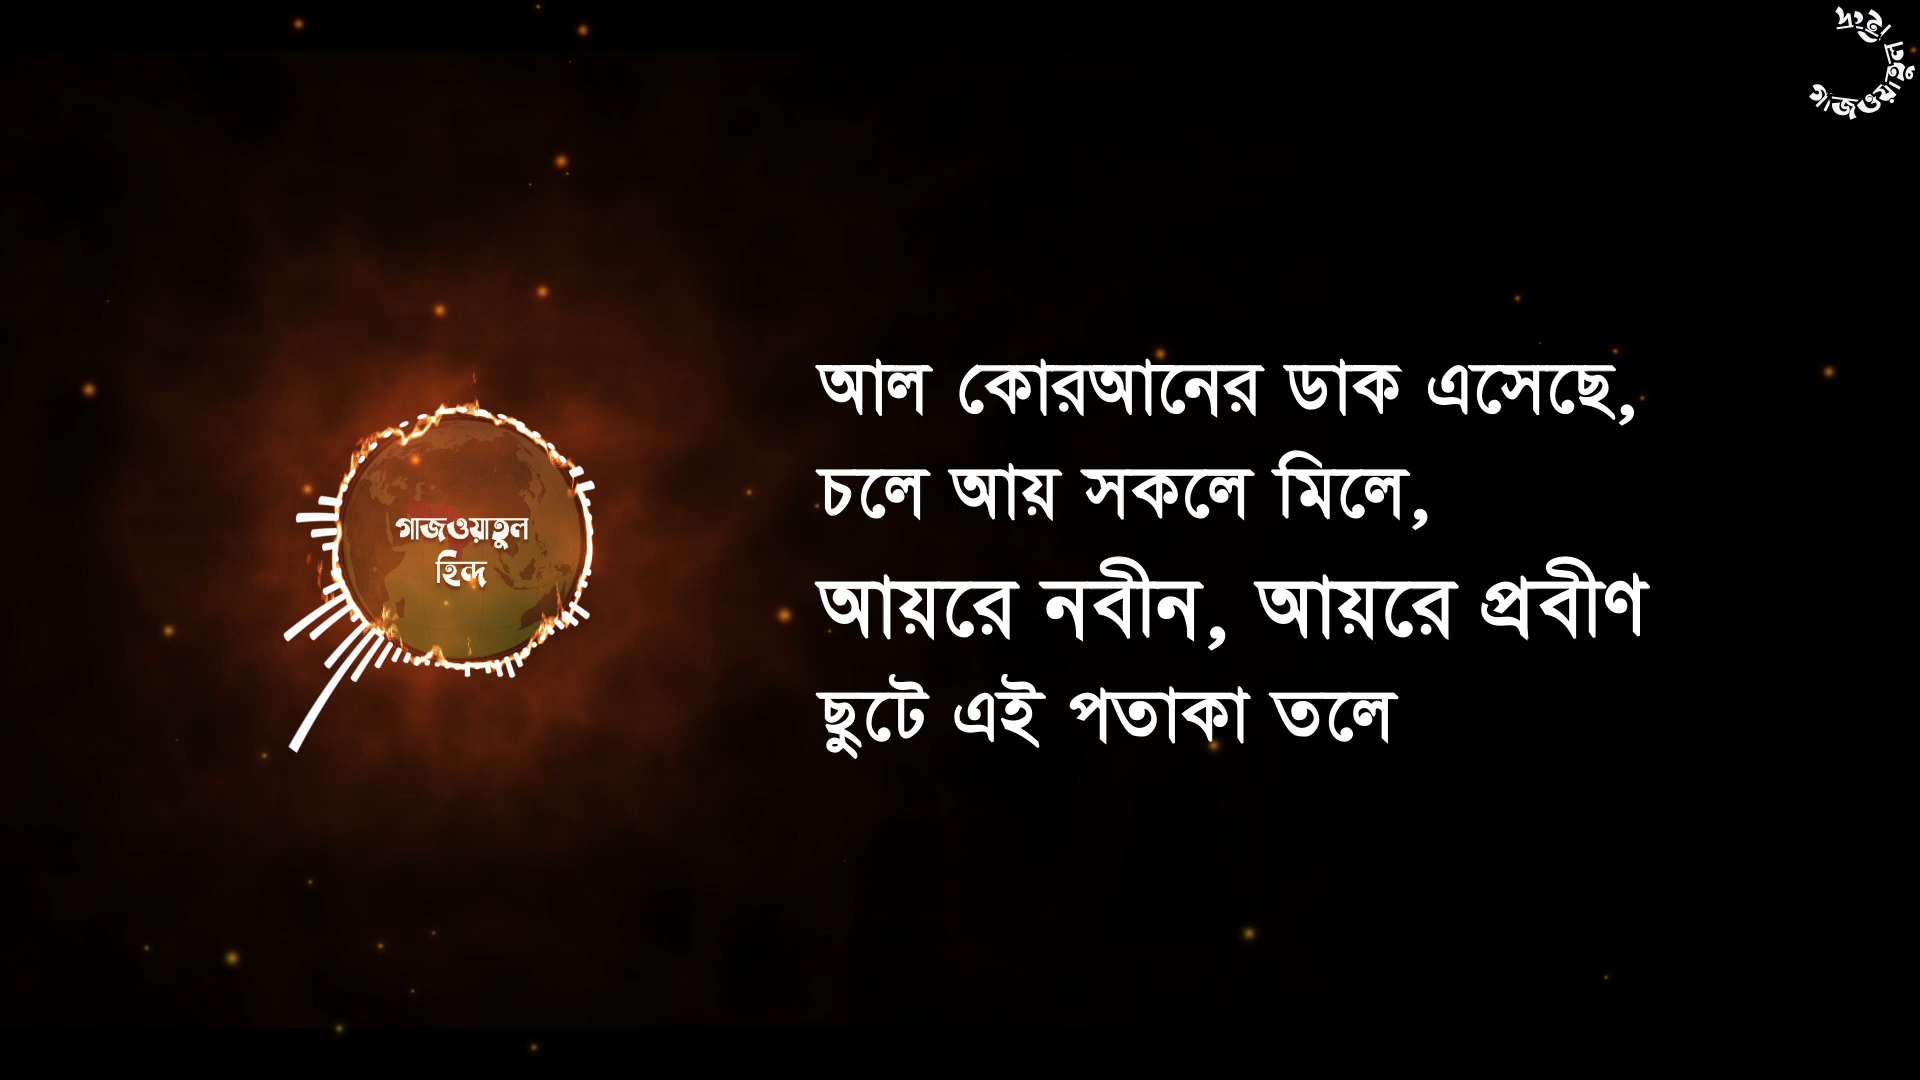 গাজওয়াতুল
হিন্দ
আল কোরআনের ডাক এসেছে,
চলে আয় সকলে মিলে,
আয়রে নবীন, আয়রে প্রবীণ
ছুটে এই পতাকা তলে